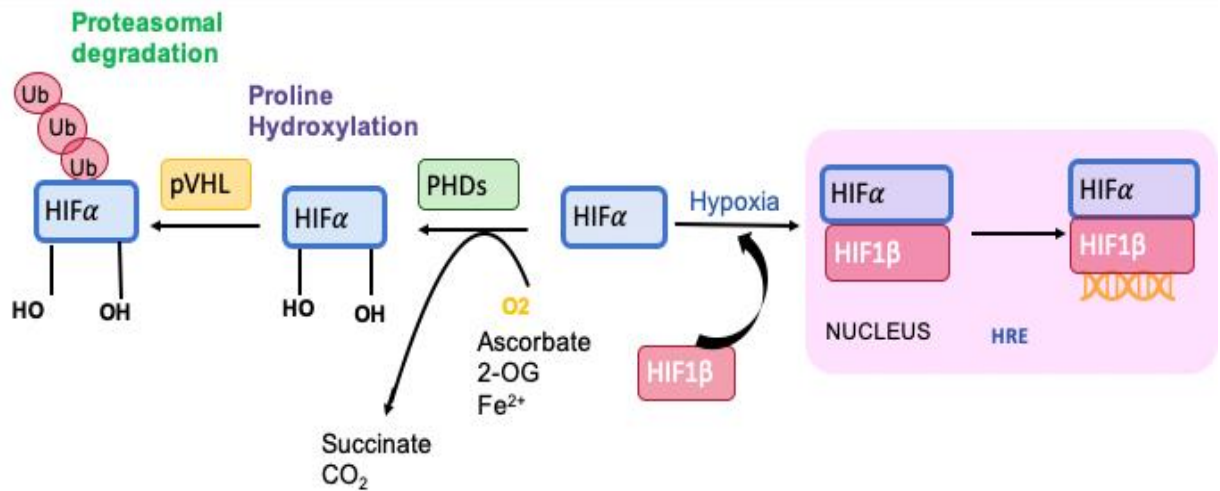 Proteasomal
degradation
Ub
Ub
Ub
HIFα
HO
OH
pVHL
Proline
Hydroxylation
HIFα
HO
OH
PHDs
O2
Ascorbate
2-OG
Fe²⁺
Succinate
CO₂
HIFα
Hypoxia
HIF1β
HIFα
HIF1β
NUCLEUS
HIFα
HIF1β
HRE